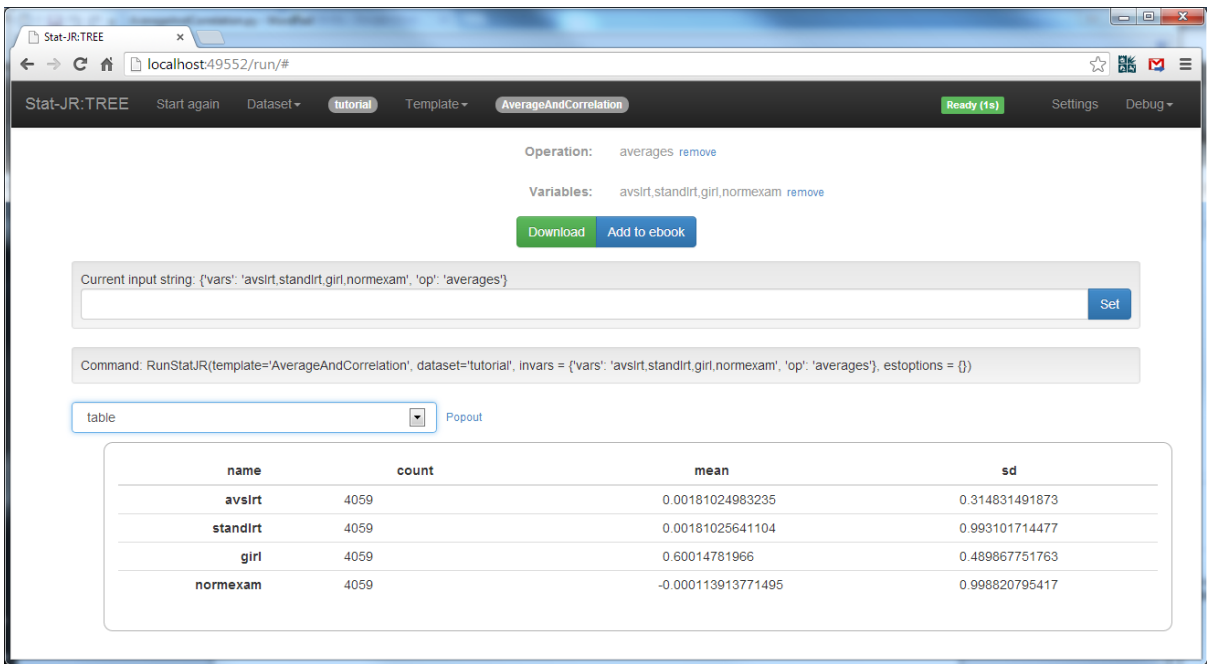 Stat-JR:TREE
localhost:49552/run/#
Stat-JR:TREE Start again Dataset tutorial Template AverageAndCorrelation Ready (1s) Settings Debug
Operation: averages remove
Variables: avslrt,standlrt,girl,normexam remove
Download Add to ebook
Current input string: {'vars': 'avslrt,standlrt,girl,normexam', 'op': 'averages'}
Set
Command: RunStatJR(template='AverageAndCorrelation', dataset='tutorial', invars = {'vars': 'avslrt,standlrt,girl,normexam', 'op': 'averages'}, estoptions = {})
table Popout
name count mean sd
avslrt 4059 0.00181024983235 0.314831491873
standlrt 4059 0.00181025641104 0.993101714477
girl 4059 0.60014781966 0.489867751763
normexam 4059 -0.000113913771495 0.998820795417